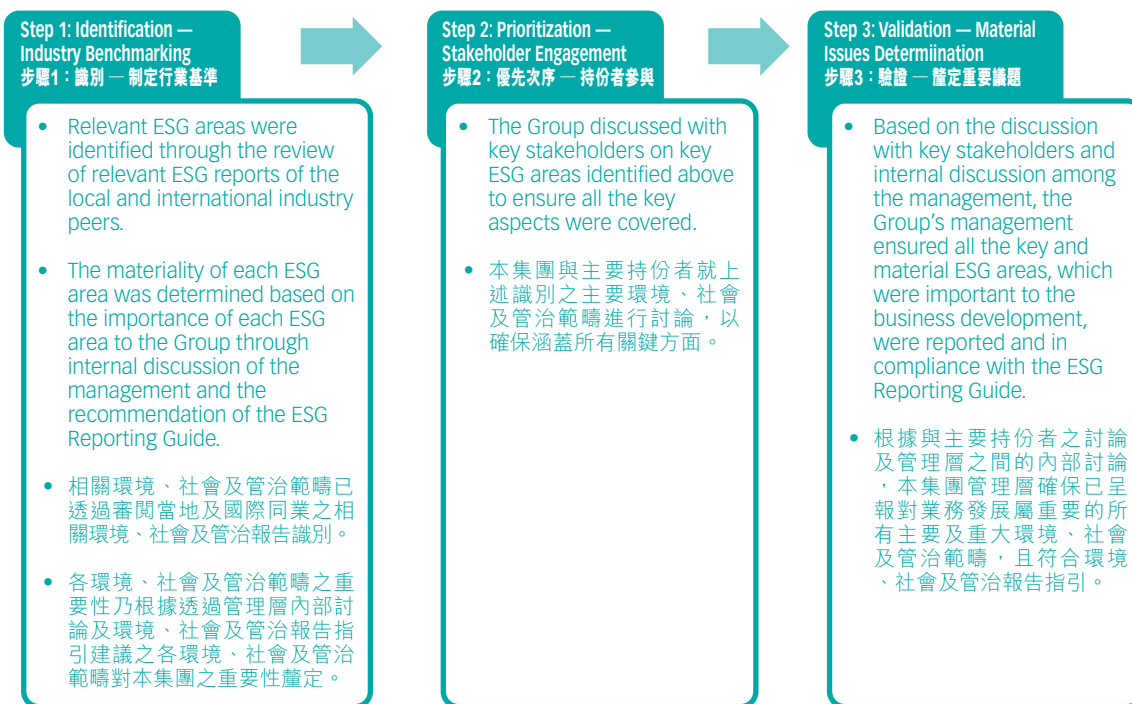 Step 1: Identification —
Industry Benchmarking
步驟1：識別 — 制定行業基準
• Relevant ESG areas were
identified through the review
of relevant ESG reports of the
local and international industry
peers.
• The materiality of each ESG
area was determined based on
the importance of each ESG
area to the Group through
internal discussion of the
management and the
recommendation of the ESG
Reporting Guide.
• 相關環境、社會及管治範疇已
透過審閱當地及國際同業之相
關環境、社會及管治報告識別。
• 各環境、社會及管治範疇之重
要性乃根據透過管理層內部討
論及環境、社會及管治報告指
引建議之各環境、社會及管治
範疇對本集團之重要性釐定。
Step 2: Prioritization —
Stakeholder Engagement
步驟2：優先次序 — 持份者參與
• The Group discussed with
key stakeholders on key
ESG areas identified above
to ensure all the key
aspects were covered.
• 本集團與主要持份者就上
述識別之主要環境、社會
及管治範疇進行討論，以
確保涵蓋所有關鍵方面。
Step 3: Validation — Material
Issues Determiination
步驟3：驗證 — 釐定重要議題
• Based on the discussion
with key stakeholders and
internal discussion among
the management, the
Group's management
ensured all the key and
material ESG areas, which
were important to the
business development,
were reported and in
compliance with the ESG
Reporting Guide.
• 根據與主要持份者之討論
及管理層之間的內部討論
，本集團管理層確保已呈
報對業務發展屬重要的所
有主要及重大環境、社會
及管治範疇，且符合環境
、社會及管治報告指引。